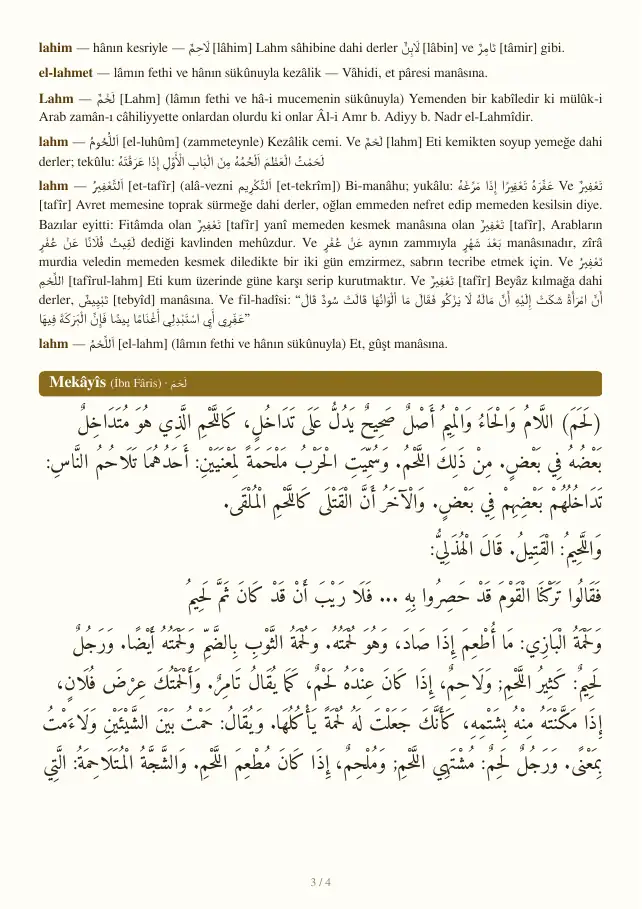 lahim — hânın kesriyle — لَاحِمٌ [lâhim] Lahm sâhibine dahi derler لَابِنٌ [lâbin] ve تَامِرٌ [tâmir] gibi.
el-lahmet — lâmın fethi ve hânın sükûnuyla kezâlik — Vâhidi, et pâresi manâsına.
Lahm — لَخْمٌ [Lahm] (lâmın fethi ve hâ-i mucemenin sükûnuyla) Yemenden bir kabîledir ki mülûk-i
Arab zamân-ı câhiliyyette onlardan olurdu ki onlar Âl-i Amr b. Adiyy b. Nadr el-Lahmîdir.
lahm — اَللُّحُومُ [el-luhûm] (zammeteynle) Kezâlik cemi. Ve لَحْمٌ [lahm] Eti kemikten soyup yemeğe dahi
derler; tekûlu: لَحَمْتُ الْعَظْمَ اَلْحُمُهُ مِنَ الْبَابِ الْأَوَّلِ إِذَا عَرَقْتَهُ
lahm — اَلتَّعْفِيرُ [et-tafîr] (alâ-vezni اَلتَّكْرِيم [et-tekrîm]) Bi-manâhu; yukâlu: عَفَّرَهُ تَعْفِيرًا إِذَا مَرَّغَهُ Ve تَعْفِيرٌ
[tafîr] Avret memesine toprak sürmeğe dahi derler, oğlan emmeden nefret edip memeden kesilsin diye.
Bazılar eyitti: Fitâmda olan تَعْفِيرٌ [tafîr] yanî memeden kesmek manâsına olan تَعْفِيرٌ [tafîr], Arabların
لَقِيتُ فُلَانًا عَنْ عُفْرٍ dediği kavlinden mehûzdur. Ve عَنْ عُفْرٍ aynın zammıyla بَعْدَ شَهْرٍ manâsınadır, zîrâ
murdia veledin memeden kesmek diledikte bir iki gün emzirmez, sabrın tecribe etmek için. Ve تَعْفِيرُ
اللَّحْمِ [tafîrul-lahm] Eti kum üzerinde güne karşı serip kurutmaktır. Ve تَعْفِيرٌ [tafîr] Beyâz kılmağa dahi
derler, تَبْيِيضٌ [tebyîd] manâsına. Ve fil-hadîsi: “أَنَّ امْرَأَةً شَكَتْ إِلَيْهِ أَنَّ مَالَهُ لَا يَزْكُو فَقَالَ مَا أَلْوَانُهَا قَالَتْ سُودٌ قَالَ
عَفِّرِي أَيِ اسْتَبْدِلِي أَغْنَامًا بِيضًا فَإِنَّ الْبَرَكَةَ فِيهَا”
lahm — اَللَّحْمُ [el-lahm] (lâmın fethi ve hânın sükûnuyla) Et, gûşt manâsına.
Mekâyîs (İbn Fâris) · لَحَمَ
(لَحَمَ) اللَّامُ وَالْحَاءُ وَالْمِيمُ أَصْلٌ صَحِيحٌ يَدُلُّ عَلَى تَدَاخُلٍ، كَاللَّحْمِ الَّذِي هُوَ مُتَدَاخِلٌ
بَعْضُهُ فِي بَعْضٍ. مِنْ ذَلِكَ اللَّحْمُ. وَسُمِّيَتِ الْحَرْبُ مَلْحَمَةً لِمَعْنَيَيْنِ: أَحَدُهُمَا تَلَاحُمُ النَّاسِ:
تَدَاخُلُهُمْ بَعْضِهِمْ فِي بَعْضٍ. وَالْآخَرُ أَنَّ الْقَتْلَى كَاللَّحْمِ الْمُلْقَى.
وَاللَّحِيمُ: الْقَتِيلُ. قَالَ الْهُذَلِيُّ:
فَقَالُوا تَرَكْنَا الْقَوْمَ قَدْ حَصِرُوا بِهِ ... فَلَا رَيْبَ أَنْ قَدْ كَانَ ثَمَّ لَحِيمُ
وَلَحْمَةُ الْبَازِي: مَا أُطْعِمَ إِذَا صَادَ، وَهُوَ لُحْمَتُهُ. وَلُحْمَةُ الثَّوْبِ بِالضَّمِّ وَلَحْمَتُهُ أَيْضًا. وَرَجُلٌ
لَحِيمٌ: كَثِيرُ اللَّحْمِ; وَلَاحِمٌ، إِذَا كَانَ عِنْدَهُ لَحْمٌ، كَمَا يُقَالُ تَامِرٌ. وَأَلْحَمْتُكَ عِرْضَ فُلَانٍ،
إِذَا مَكَّنْتَهُ مِنْهُ بِشَتْمِهِ، كَأَنَّكَ جَعَلْتَ لَهُ لُحْمَةً يَأْكُلُهَا. وَيُقَالُ: لَحَمْتُ بَيْنَ الشَّيْئَيْنِ وَلَاءَمْتُ
بِمَعْنًى. وَرَجُلٌ لَحِمٌ: مُشْتَهِي اللَّحْمِ; وَمُلْحِمٌ، إِذَا كَانَ مُطْعِمَ اللَّحْمِ. وَالشَّجَّةُ الْمُتَلَاحِمَةُ: الَّتِي
3 / 4